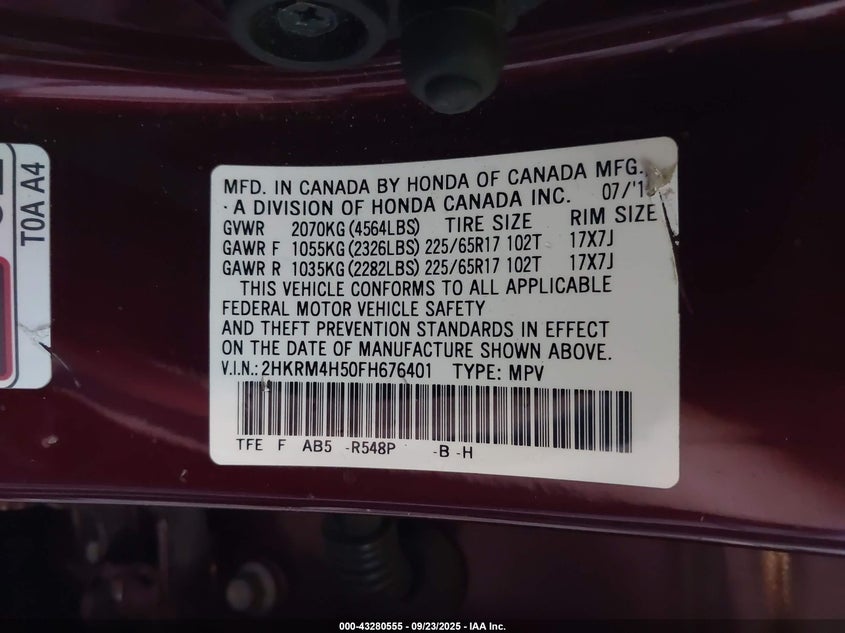 T0A A4
MFD. IN CANADA BY HONDA OF CANADA MFG.,
A DIVISION OF HONDA CANADA INC. 07/'1
GVWR 2070KG(4564LBS) TIRE SIZE RIM SIZE
GAWR F 1055KG(2326LBS) 225/65R17 102T 17X7J
GAWR R 1035KG(2282LBS) 225/65R17 102T 17X7J
THIS VEHICLE CONFORMS TO ALL APPLICABLE
FEDERAL MOTOR VEHICLE SAFETY
AND THEFT PREVENTION STANDARDS IN EFFECT
ON THE DATE OF MANUFACTURE SHOWN ABOVE.
V.I.N.:2HKRM4H50FH676401 TYPE: MPV
TFE F AB5 -R548P -B -H
000-43280555 - 09/23/2025 - IAA Inc.